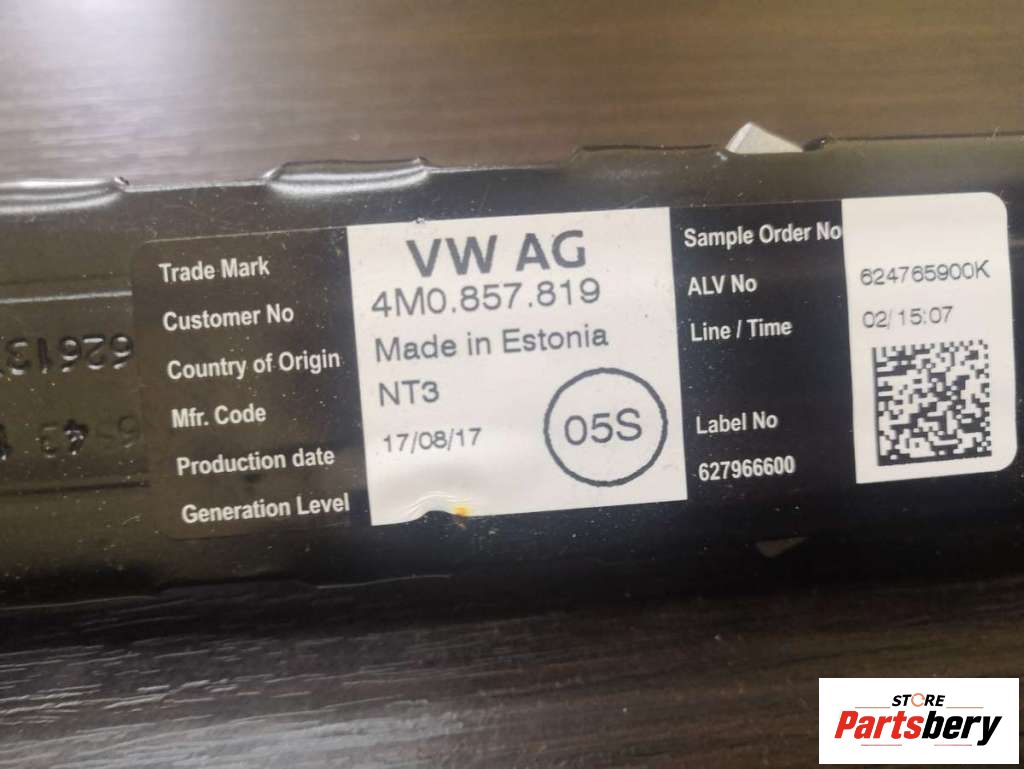 Trade Mark
Customer No
Country of Origin
Mfr. Code
Production date
Generation Level
VW AG
4M0.857.819
Made in Estonia
NT3
17/08/17
05S
Sample Order No
ALV No
Line / Time
Label No
627966600
624765900K
02/15:07
STORE
Partsbery